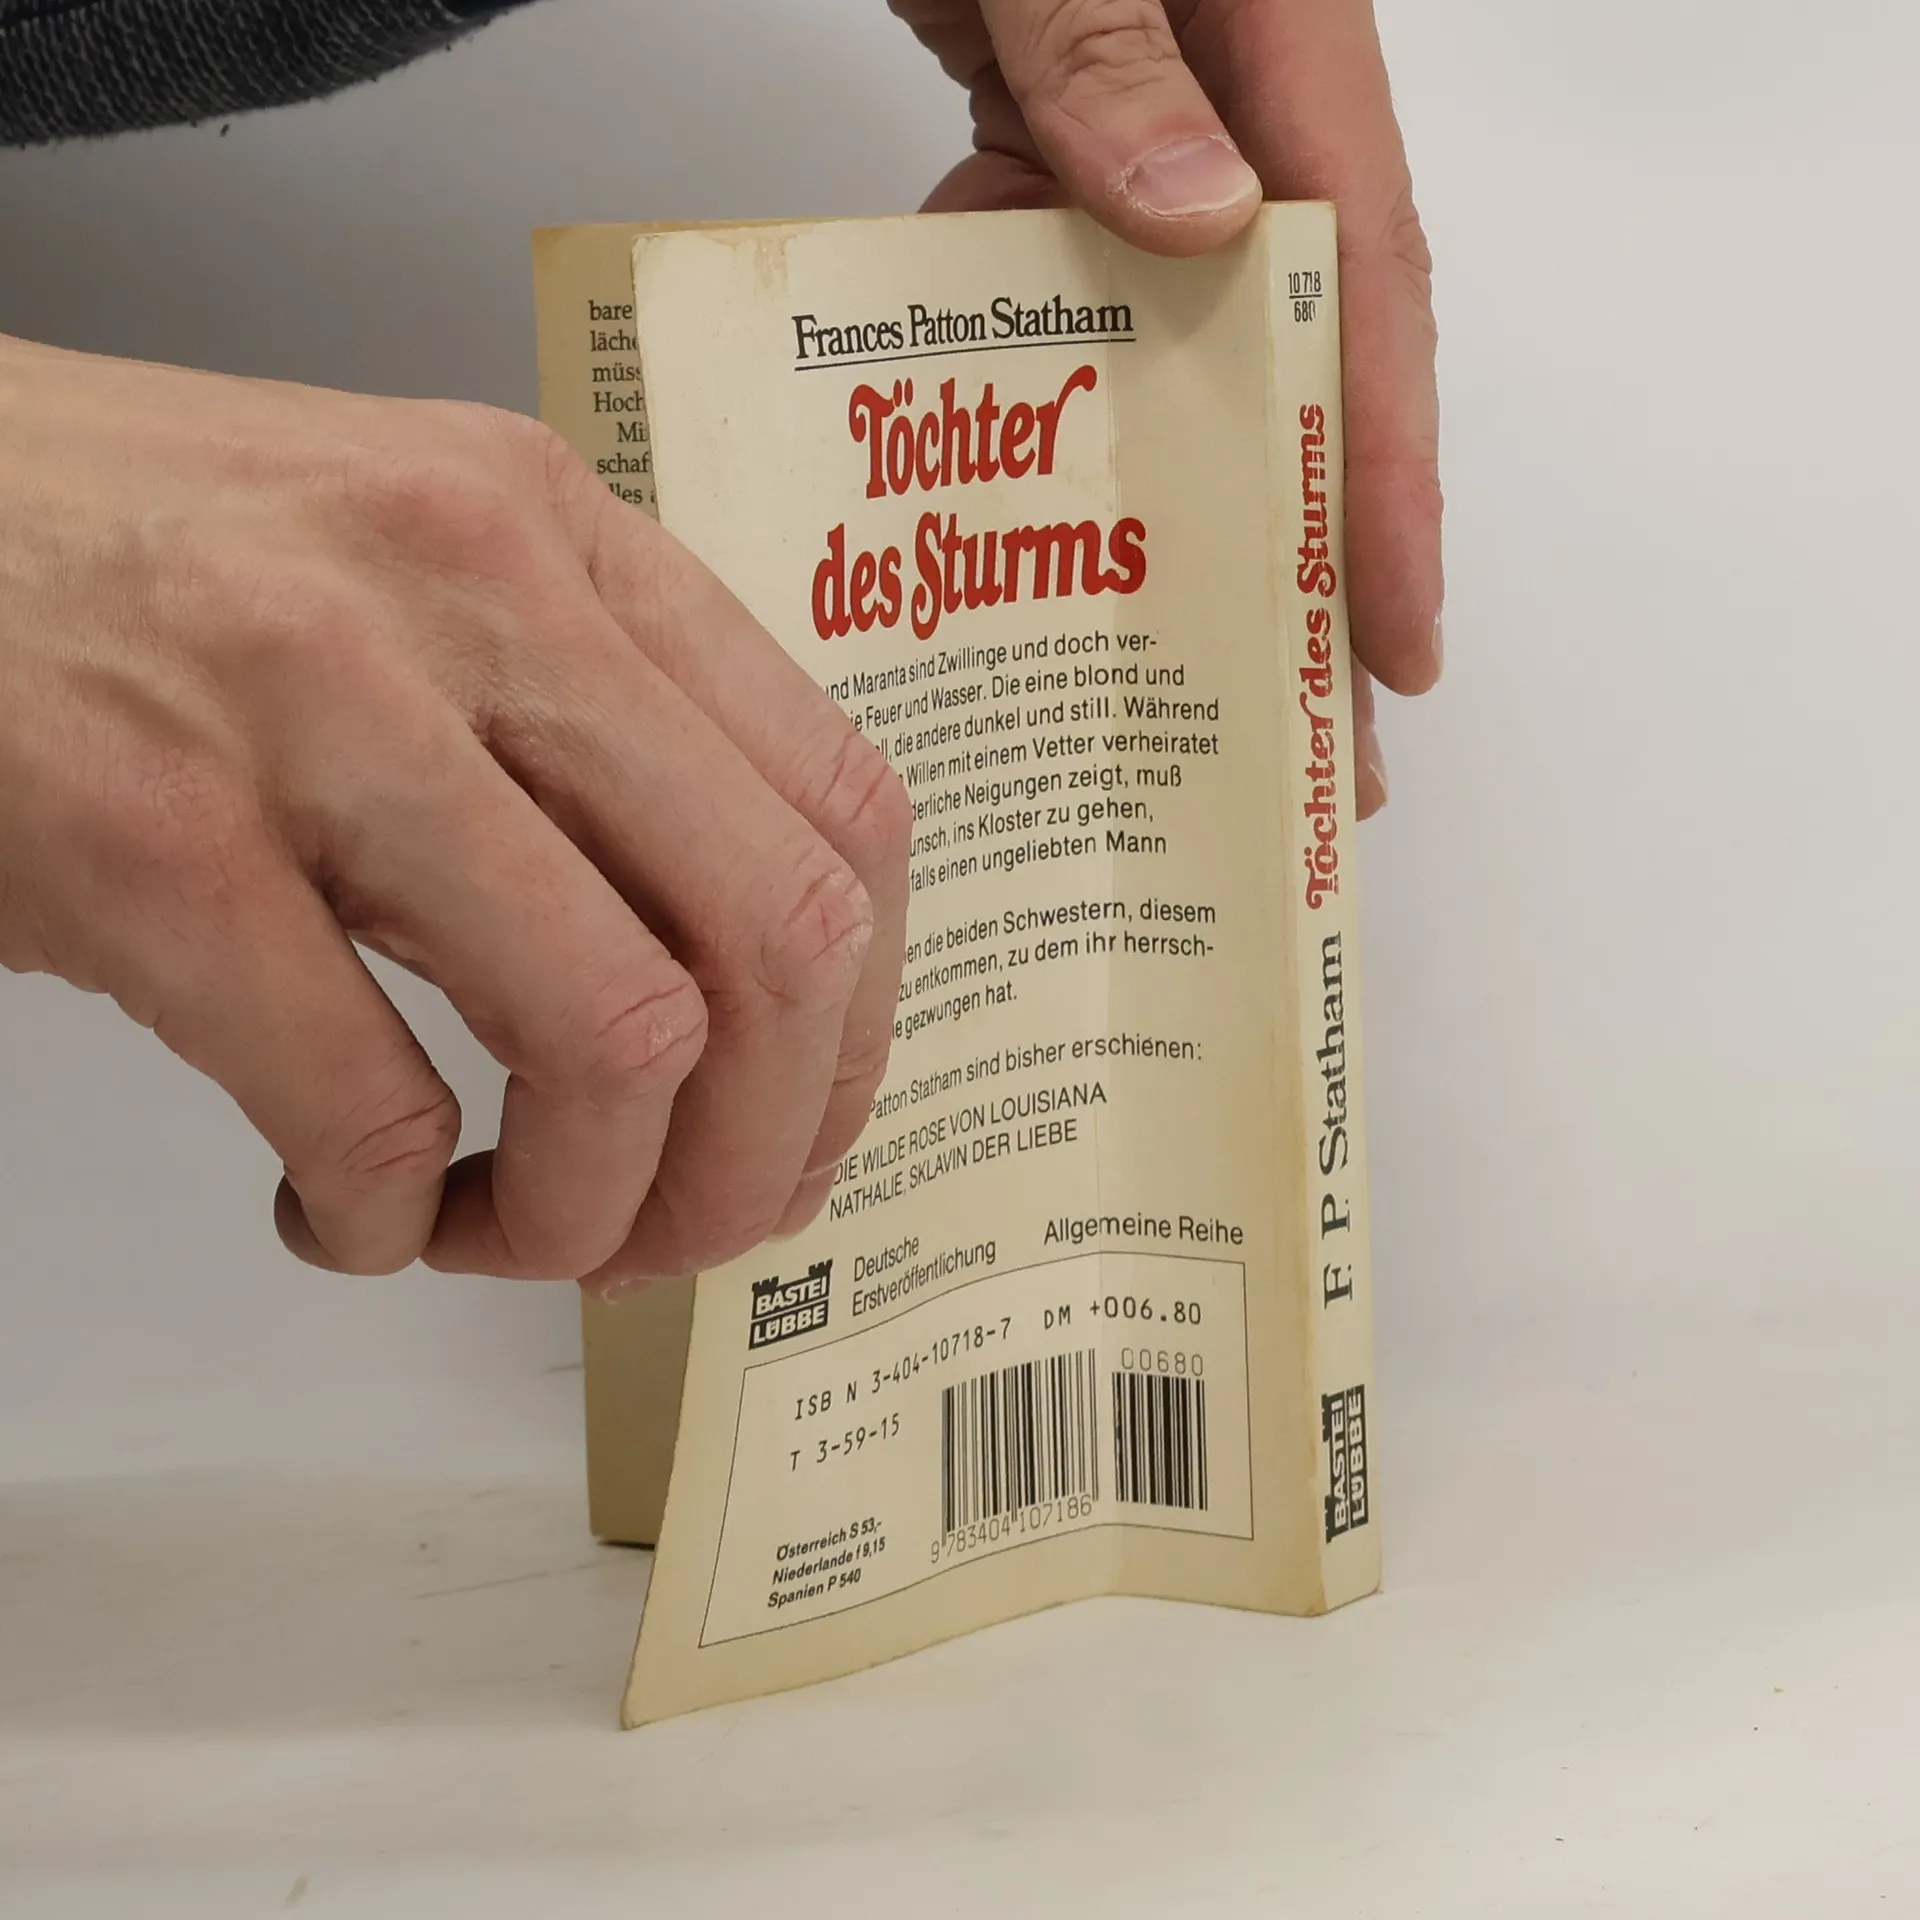 bare
müss
Mi
schaf
Frances Patton Statham
Töchter
des Sturms
und Maranta sind Zwillinge und doch ver-
Feuer und Wasser. Die eine blond und
die andere dunkel und still. Während
Willen mit einem Vetter verheiratet
derliche Neigungen zeigt, muß
unsch, ins Kloster zu gehen,
falls einen ungeliebten Mann
en die beiden Schwestern, diesem
zu entkommen, zu dem ihr herrsch-
gezwungen hat.
Patton Statham sind bisher erschienen:
DIE WILDE ROSE VON LOUISIANA
NATHALIE, SKLAVIN DER LIEBE
BASTEI
LÜBBE
Deutsche
Erstveröffentlichung
Allgemeine Reihe
ISB N 3-404-10718-7 DM +006.80
T 3-59-15
00680
9 783404 107186
Österreich S 53,-
Niederlande f 9,15
Spanien P 540
10 718
680
Töchter des Sturms
F. P. Statham
BASTEI
LÜBBE